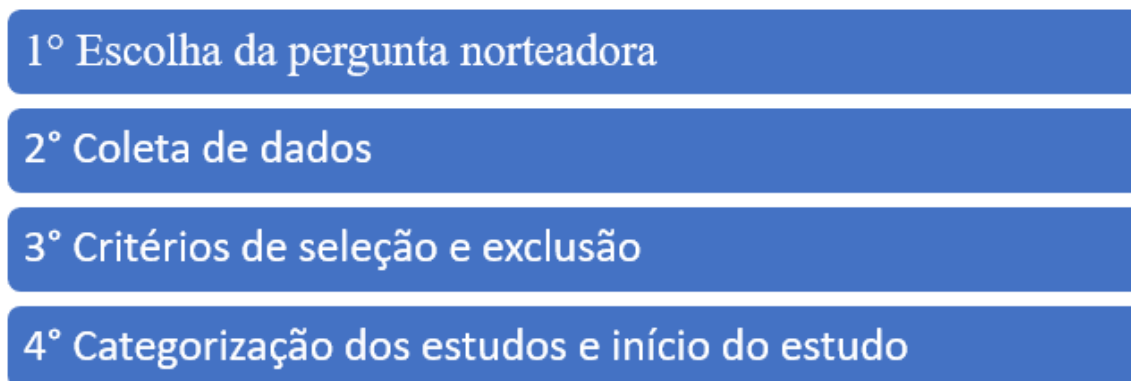 1° Escolha da pergunta norteadora
2° Coleta de dados
3° Critérios de seleção e exclusão
4° Categorização dos estudos e início do estudo